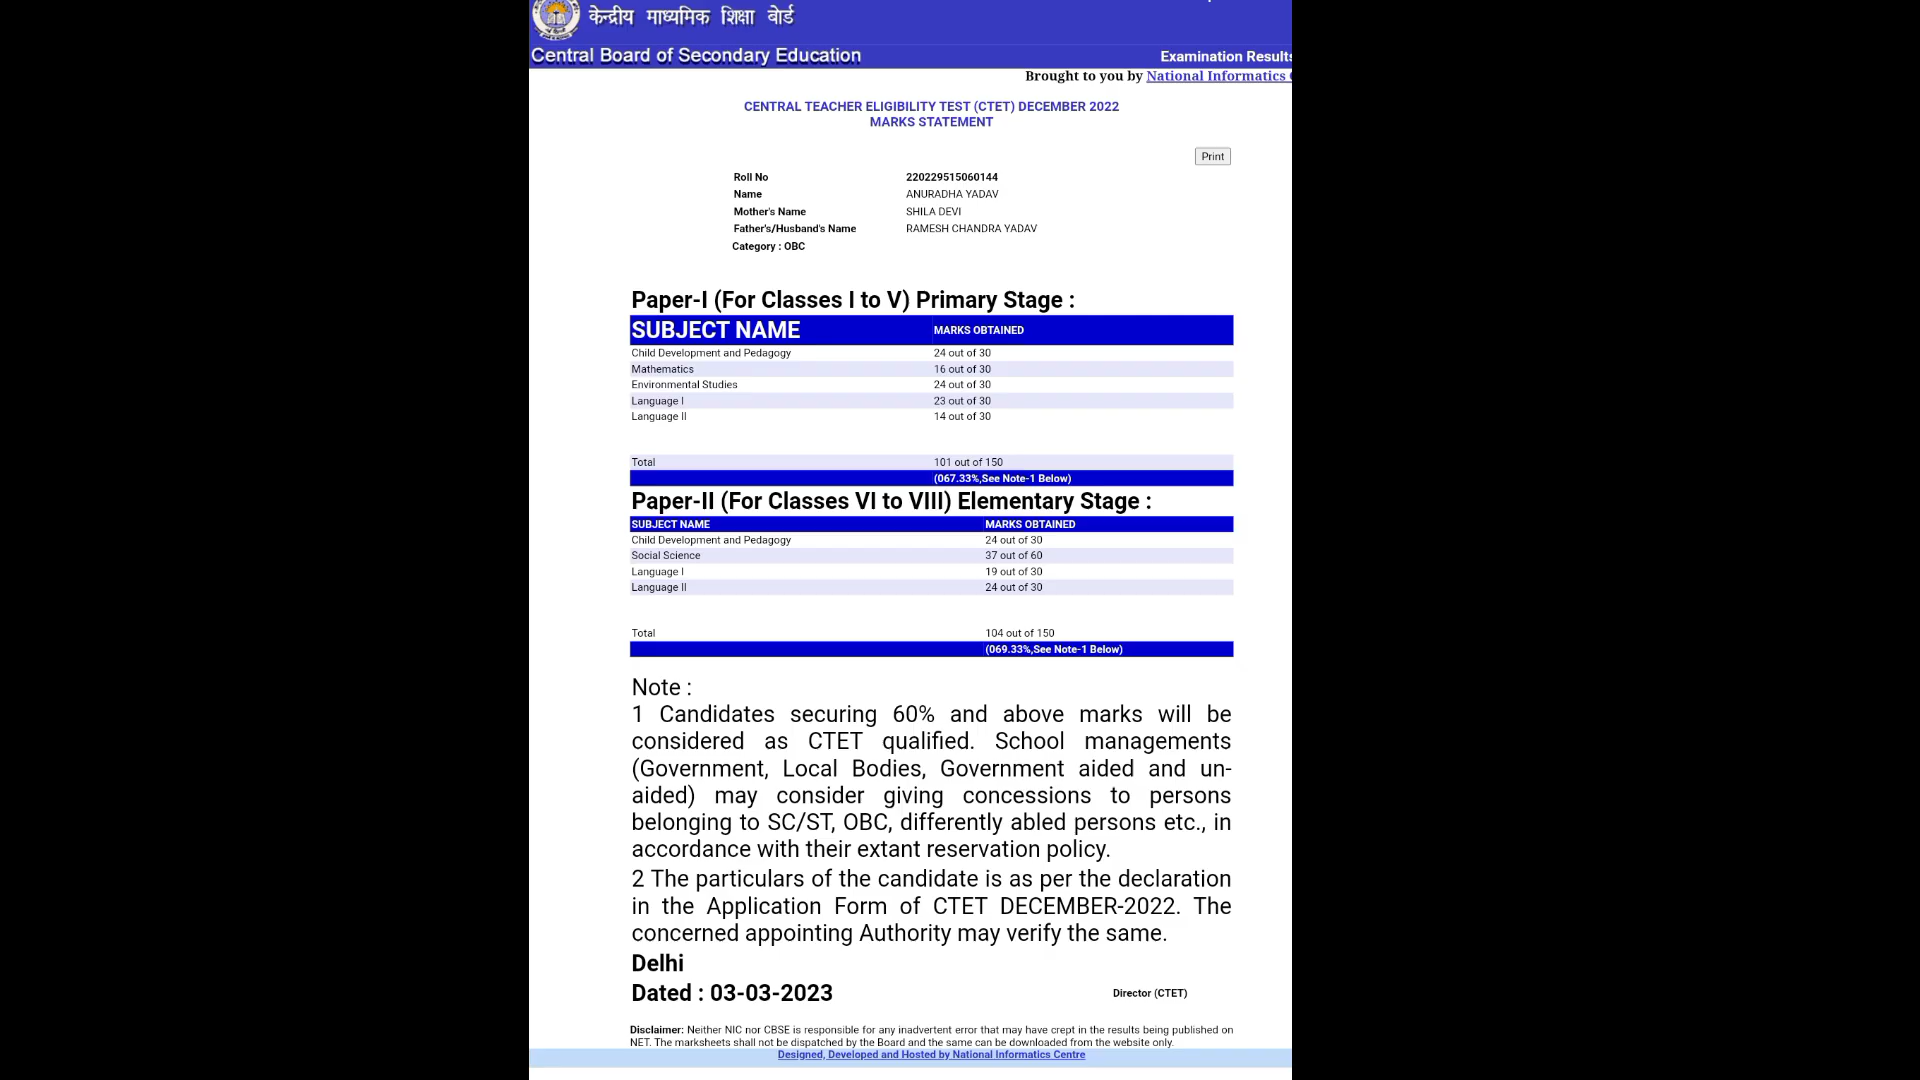 केन्द्रीय माध्यमिक शिक्षा बोर्ड
Central Board of Secondary Education
Examination Results
Brought to you by National Informatics
CENTRAL TEACHER ELIGIBILITY TEST (CTET) DECEMBER 2022
MARKS STATEMENT
Print
Roll No 220229515060144
Name ANURADHA YADAV
Mother's Name SHILA DEVI
Father's/Husband's Name RAMESH CHANDRA YADAV
Category : OBC
Paper-I (For Classes I to V) Primary Stage :
SUBJECT NAME MARKS OBTAINED
Child Development and Pedagogy 24 out of 30
Mathematics 16 out of 30
Environmental Studies 24 out of 30
Language I 23 out of 30
Language II 14 out of 30
Total 101 out of 150
(067.33%,See Note-1 Below)
Paper-II (For Classes VI to VIII) Elementary Stage :
SUBJECT NAME MARKS OBTAINED
Child Development and Pedagogy 24 out of 30
Social Science 37 out of 60
Language I 19 out of 30
Language II 24 out of 30
Total 104 out of 150
(069.33%,See Note-1 Below)
Note :
1 Candidates securing 60% and above marks will be
considered as CTET qualified. School managements
(Government, Local Bodies, Government aided and un-
aided) may consider giving concessions to persons
belonging to SC/ST, OBC, differently abled persons etc., in
accordance with their extant reservation policy.
2 The particulars of the candidate is as per the declaration
in the Application Form of CTET DECEMBER-2022. The
concerned appointing Authority may verify the same.
Delhi
Dated : 03-03-2023
Director (CTET)
Disclaimer: Neither NIC nor CBSE is responsible for any inadvertent error that may have crept in the results being published on
NET. The marksheets shall not be dispatched by the Board and the same can be downloaded from the website only.
Designed, Developed and Hosted by National Informatics Centre